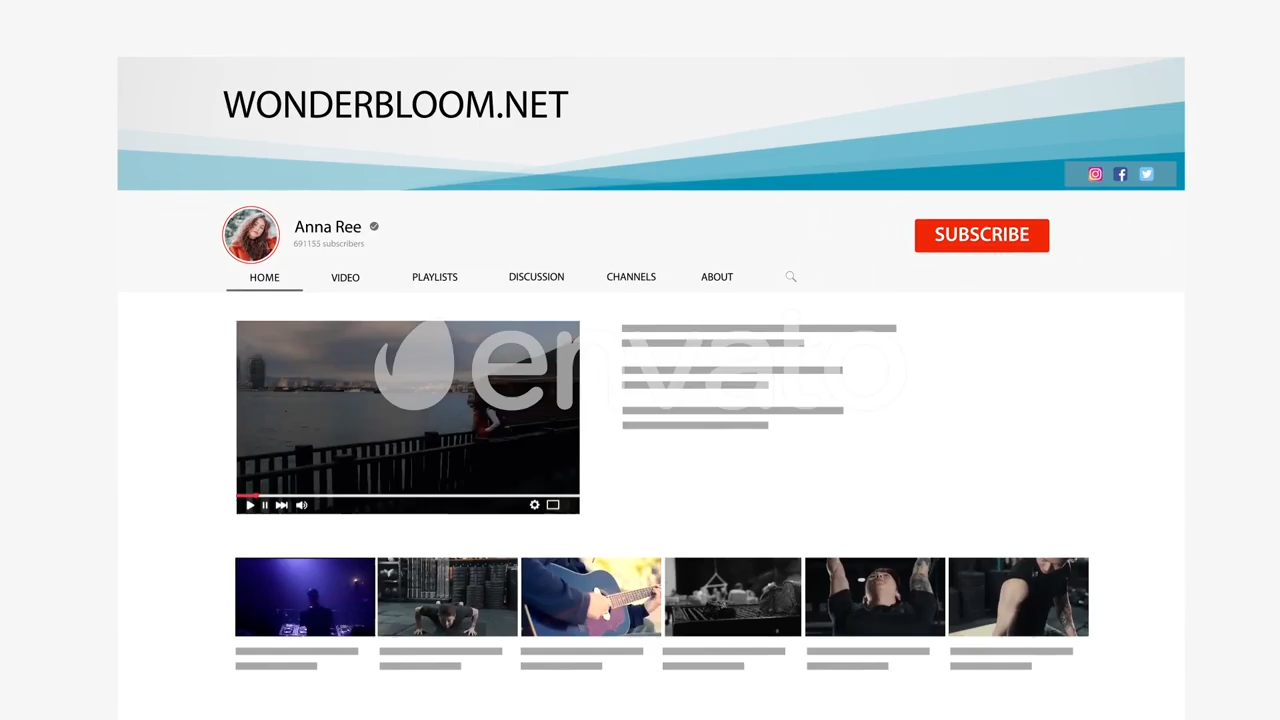 WONDERBLOOM.NET
Anna Ree
691155 subscribers
SUBSCRIBE
HOME VIDEO PLAYLISTS DISCUSSION CHANNELS ABOUT
envato